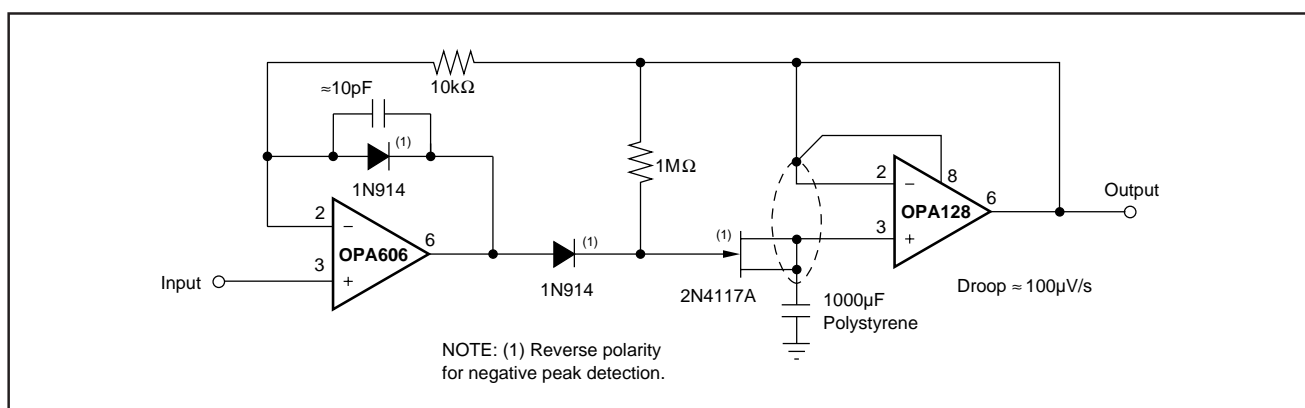 10kΩ
≈10pF
(1)
1N914
1MΩ
2
–
OPA606
6
3
+
Input
(1)
1N914
(1)
2N4117A
2
–
8
OPA128
6
3
+
Output
1000µF
Polystyrene
Droop ≈ 100µV/s
NOTE: (1) Reverse polarity
for negative peak detection.